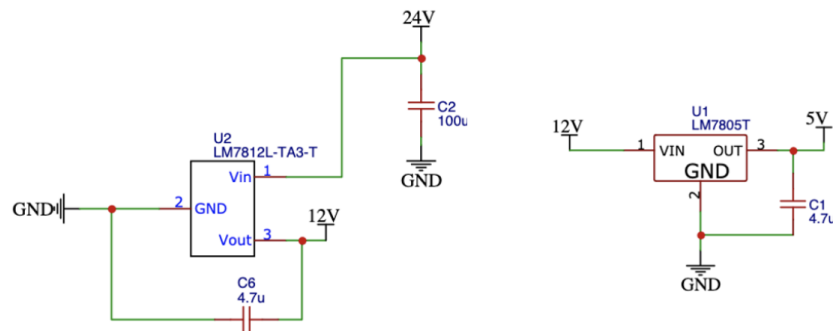 24V
C2
100u
GND
U2
LM7812L-TA3-T
Vin
1
GND
2
GND
Vout
3
12V
C6
4.7u
12V
U1
LM7805T
1
VIN
OUT
3
GND
2
5V
C1
4.7u
GND